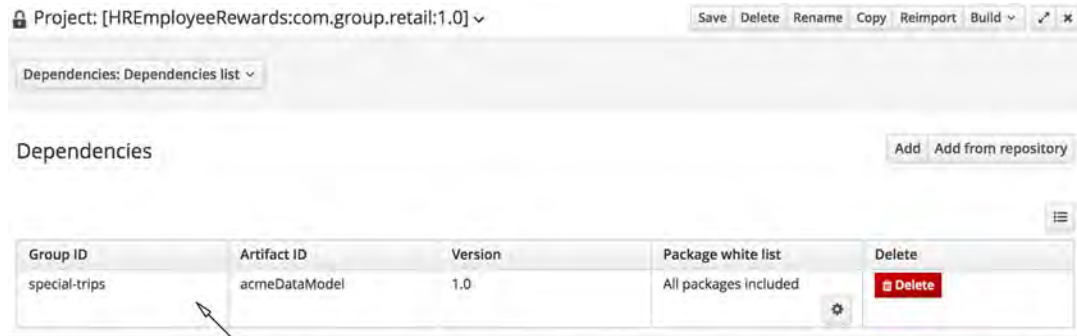 Project: [HREmployeeRewards:com.group.retail:1.0]
Save Delete Rename Copy Reimport Build
Dependencies: Dependencies list
Dependencies
Add Add from repository
Group ID Artifact ID Version Package white list Delete
special-trips acmeDataModel 1.0 All packages included Delete